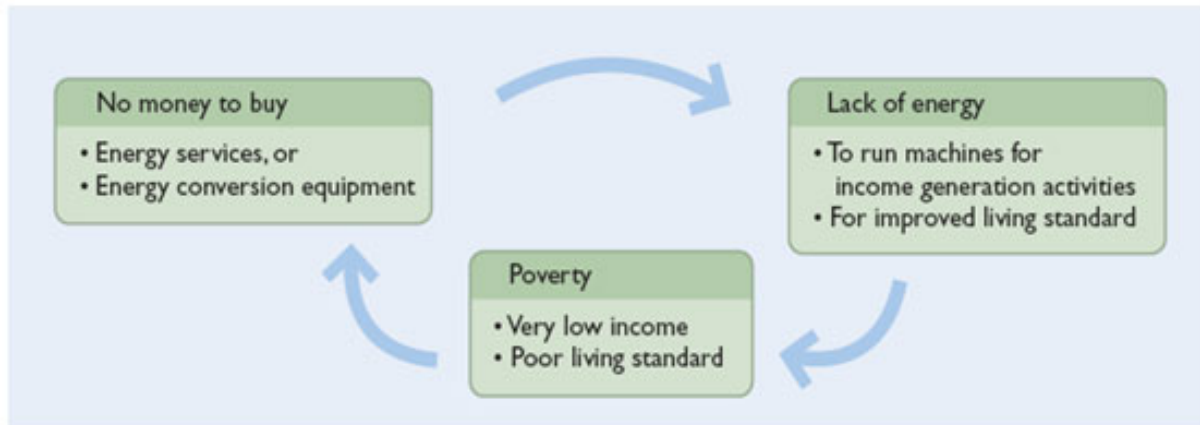 No money to buy
• Energy services, or
• Energy conversion equipment
Lack of energy
• To run machines for
income generation activities
• For improved living standard
Poverty
• Very low income
• Poor living standard